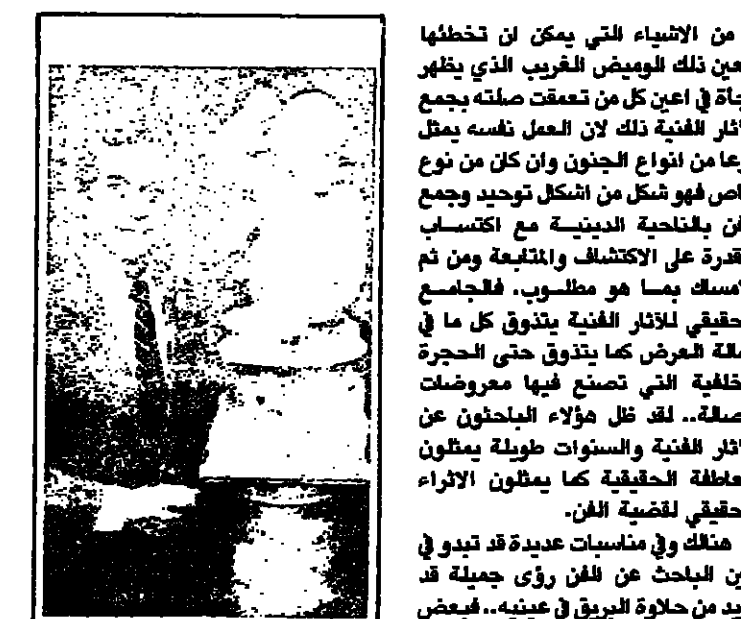 من الاشياء التي يمكن ان تخطئها
عين ذلك الوميض الغريب الذي يظهر
جأة في اعين كل من تعمقت صلته بجمع
آثار الفنية ذلك لان العمل نفسه يمثل
وعا من انواع الجنون وان كان من نوع
اص فهو شكل من اشكال توحيد وجمع
فن بالناحية الدينية مع اكتساب
قدرة على الاكتشاف والمتابعة ومن ثم
امساك بما هو مطلوب. فالجامع
حقيقي للآثار الفنية يتذوق كل ما في
الة العرض كما يتذوق حتى الحجرة
خلفية التي تصنع فيها معروضات
صالة.. لقد ظل هؤلاء الباحثون عن
آثار الفنية والسنوات طويلة يمثلون
عاطفة الحقيقية كما يمثلون الاثراء
حقيقي لقضية الفن.
هنالك وفي مناسبات عديدة قد تبدو في
ين الباحث عن الفن رؤى جميلة قد
يد من حلاوة البريق في عينيه.. فبعض